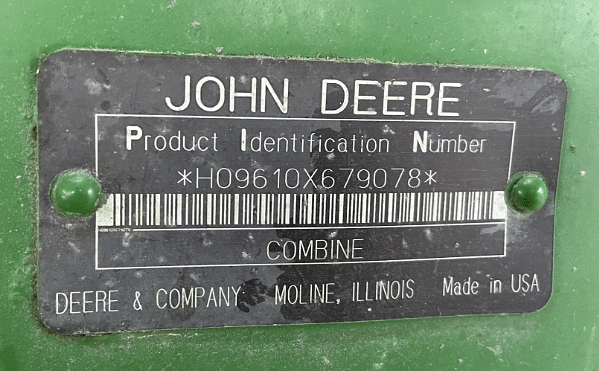 JOHN DEERE
Product Identification Number
*H09610X679078*
COMBINE
DEERE & COMPANY MOLINE, ILLINOIS Made in USA